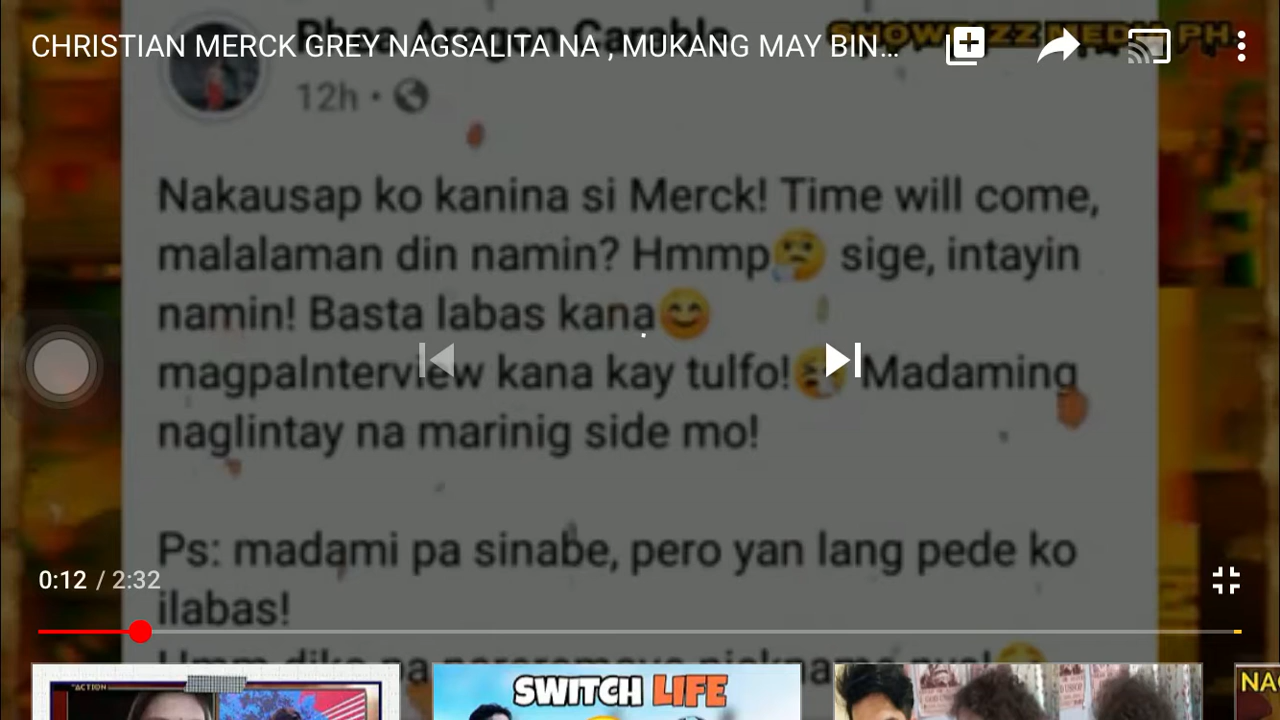 CHRISTIAN MERCK GREY NAGSALITA NA , MUKANG MAY BIN...
12h
Nakausap ko kanina si Merck! Time will come,
malalaman din namin? Hmmp🤔 sige, intayin
namin! Basta labas kana😊
magpaInterview kana kay tulfo! Madaming
naglintay na marinig side mo!
Ps: madami pa sinabe, pero yan lang pede ko
ilabas!
0:12 / 2:32
SWITCH LIFE